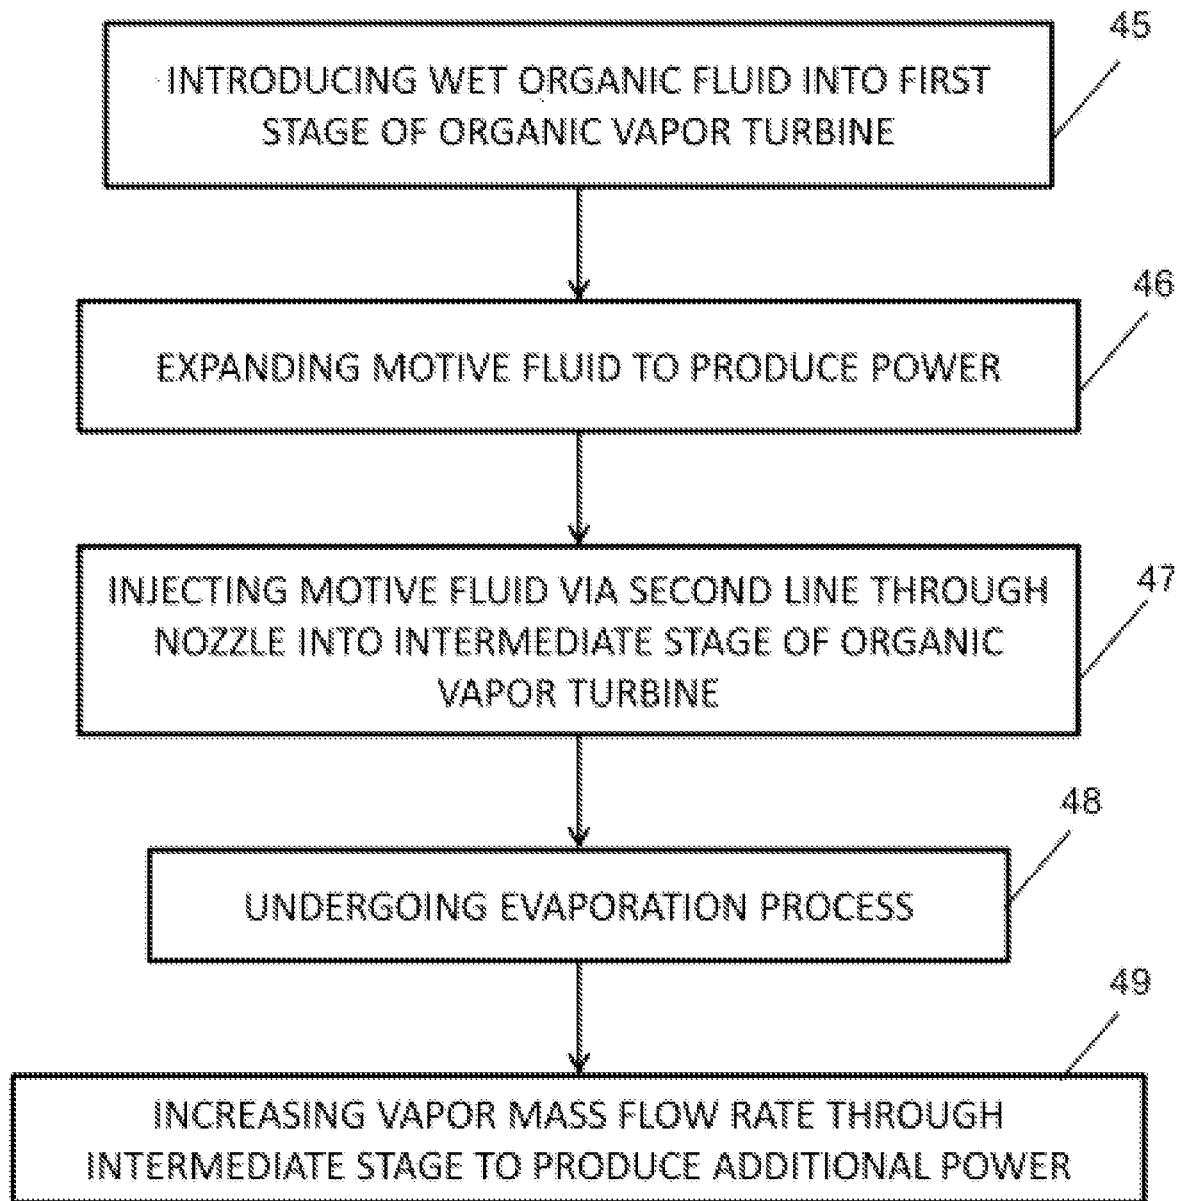 45
INTRODUCING WET ORGANIC FLUID INTO FIRST
STAGE OF ORGANIC VAPOR TURBINE
46
EXPANDING MOTIVE FLUID TO PRODUCE POWER
47
INJECTING MOTIVE FLUID VIA SECOND LINE THROUGH
NOZZLE INTO INTERMEDIATE STAGE OF ORGANIC
VAPOR TURBINE
48
UNDERGOING EVAPORATION PROCESS
49
INCREASING VAPOR MASS FLOW RATE THROUGH
INTERMEDIATE STAGE TO PRODUCE ADDITIONAL POWER